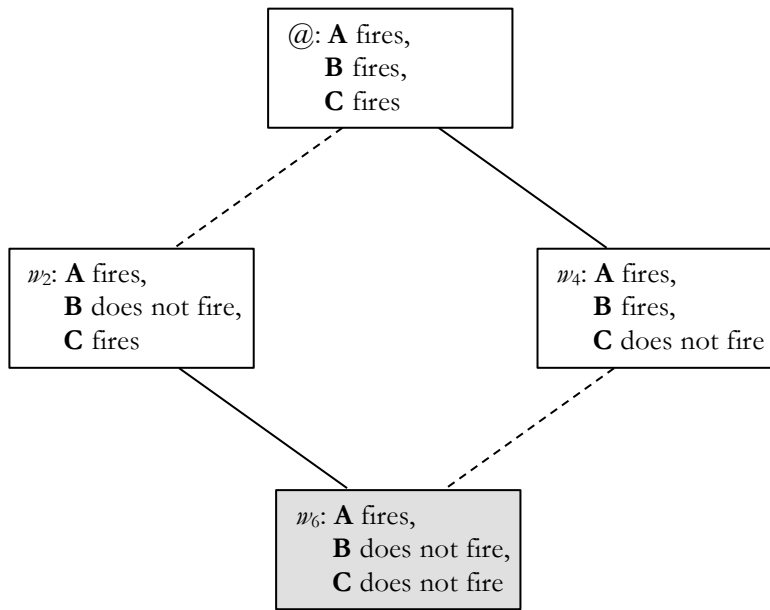 @: A fires,
B fires,
C fires
w₂: A fires,
B does not fire,
C fires
w₄: A fires,
B fires,
C does not fire
w₆: A fires,
B does not fire,
C does not fire